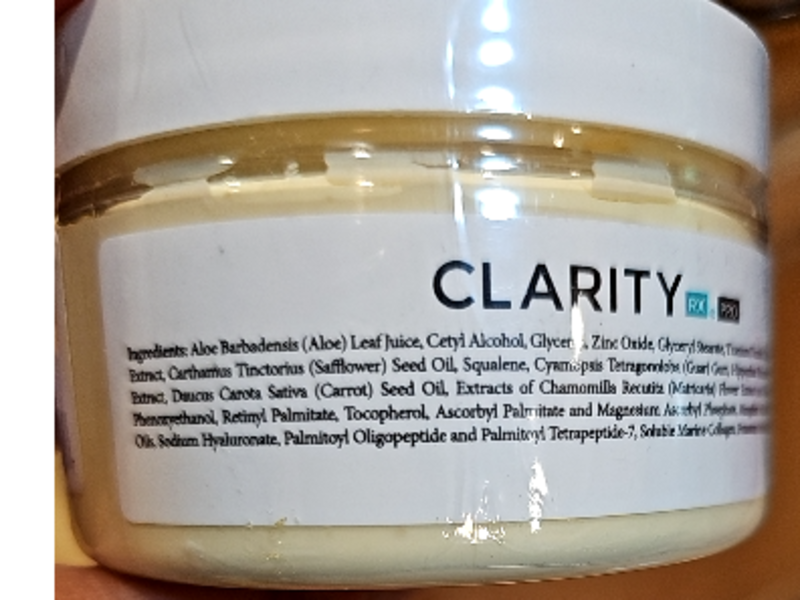 CLARITY RX PRO
Ingredients: Aloe Barbadensis (Aloe) Leaf Juice, Cetyl Alcohol, Zinc Oxide, Glyceryl Stearate,
Extract, Carthamus Tinctorius (Safflower) Seed Oil, Squalene, Cyamopsis Tetragonoloba (Guar) Gum,
Extract, Daucus Carota Sativa (Carrot) Seed Oil, Extracts of Chamomilla Recutita (Matricaria) Flower
Phenoxyethanol, Retinyl Palmitate, Tocopherol, Ascorbyl Palmitate and Magnesium Ascorbyl
Oils, Sodium Hyaluronate, Palmitoyl Oligopeptide and Palmitoyl Tetrapeptide-7, Soluble Marine Collagen,